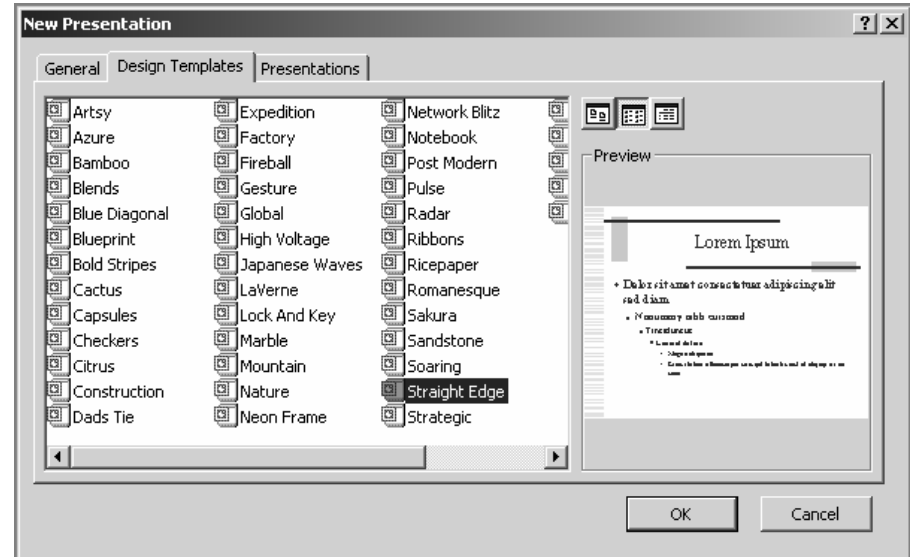 New Presentation
General
Design Templates
Presentations
Artsy
Azure
Bamboo
Blends
Blue Diagonal
Blueprint
Bold Stripes
Cactus
Capsules
Checkers
Citrus
Construction
Dads Tie
Expedition
Factory
Fireball
Gesture
Global
High Voltage
Japanese Waves
LaVerne
Lock And Key
Marble
Mountain
Nature
Neon Frame
Network Blitz
Notebook
Post Modern
Pulse
Radar
Ribbons
Ricepaper
Romanesque
Sakura
Sandstone
Soaring
Straight Edge
Strategic
Preview
Lorem Ipsum
Dolor sit amet consectetuer adipiscing elit
sed diam
OK
Cancel